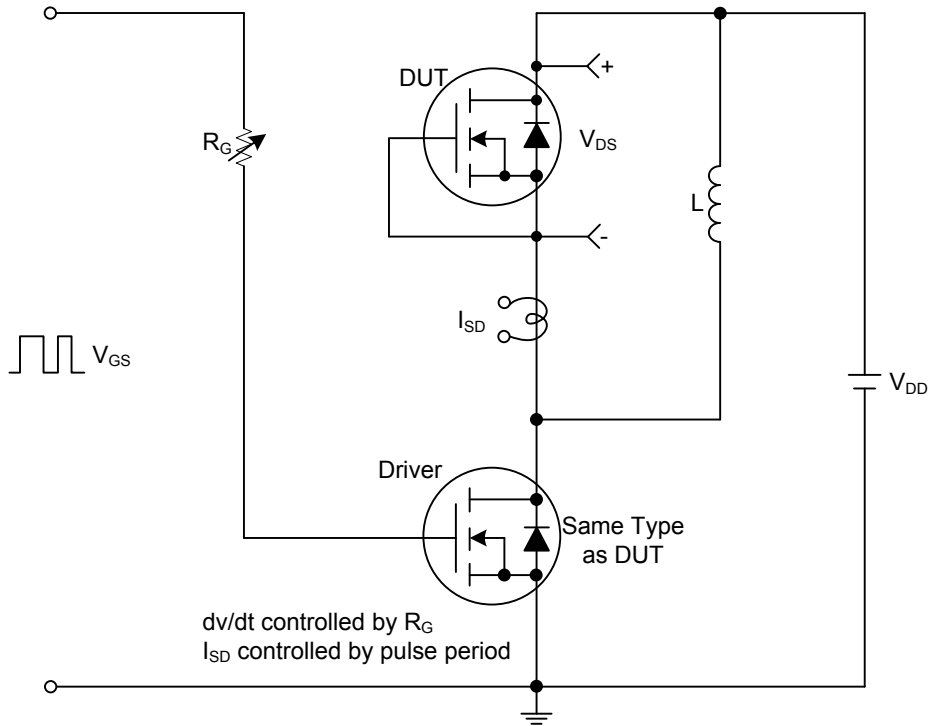 DUT
+
R_G
V_DS
L
-
I_SD
V_GS
V_DD
Driver
Same Type
as DUT
dv/dt controlled by R_G
I_SD controlled by pulse period